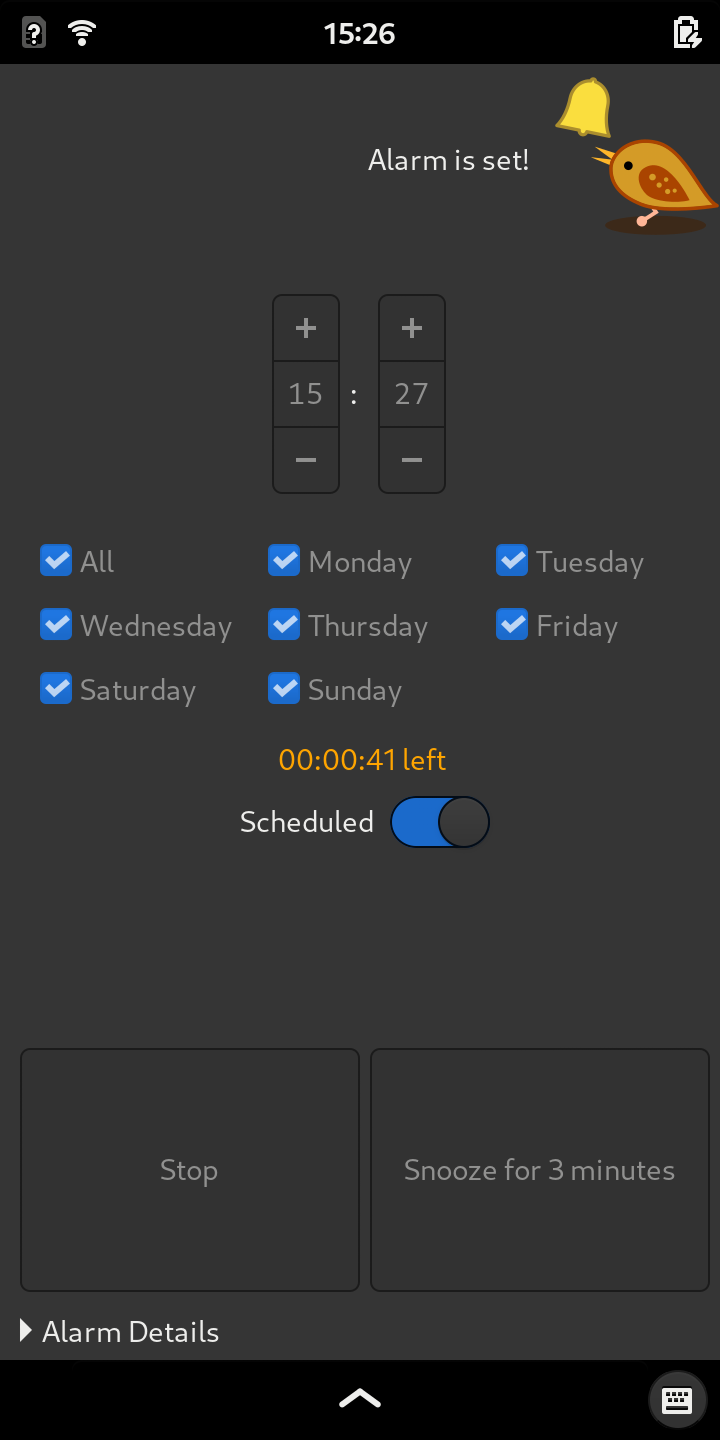 15:26
Alarm is set!
+ +
15 : 27
− −
All Monday Tuesday
Wednesday Thursday Friday
Saturday Sunday
00:00:41 left
Scheduled
Stop Snooze for 3 minutes
Alarm Details